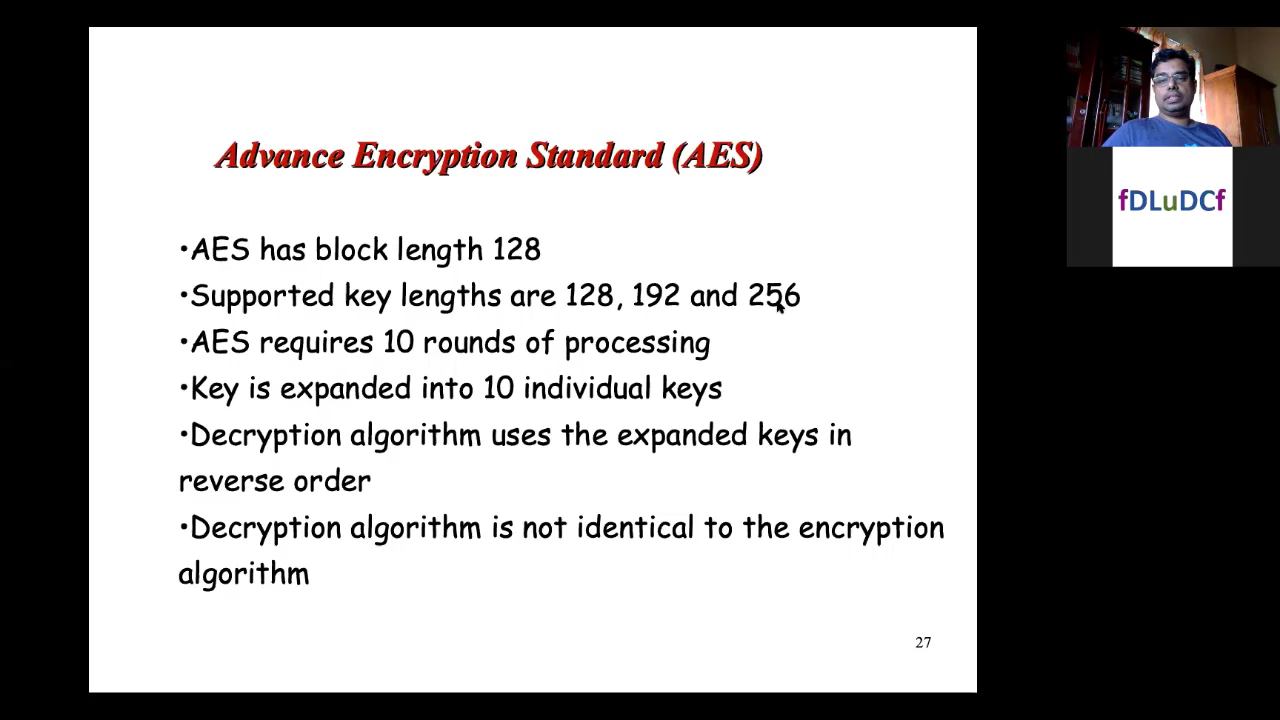 Advance Encryption Standard (AES)
•AES has block length 128
•Supported key lengths are 128, 192 and 256
•AES requires 10 rounds of processing
•Key is expanded into 10 individual keys
•Decryption algorithm uses the expanded keys in
reverse order
•Decryption algorithm is not identical to the encryption
algorithm
27
fDLuDCf